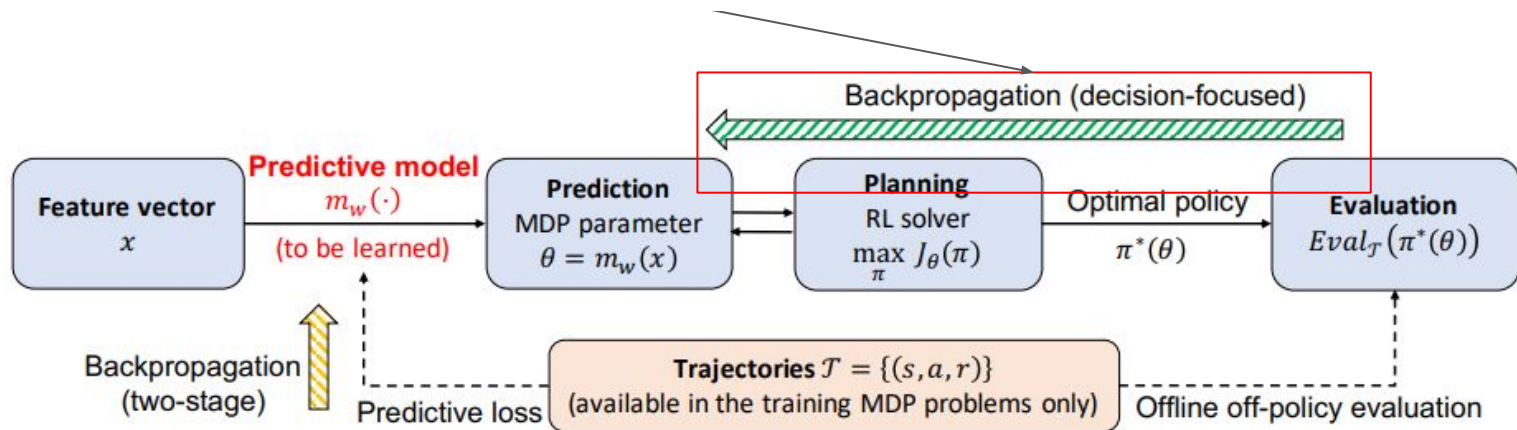 Backpropagation (decision-focused)
Feature vector
x
Predictive model
m_w(·)
(to be learned)
Prediction
MDP parameter
θ = m_w(x)
Planning
RL solver
max J_θ(π)
π
Optimal policy
π*(θ)
Evaluation
Eval_𝒯(π*(θ))
Backpropagation
(two-stage)
Predictive loss
Trajectories 𝒯 = {(s, a, r)}
(available in the training MDP problems only)
Offline off-policy evaluation